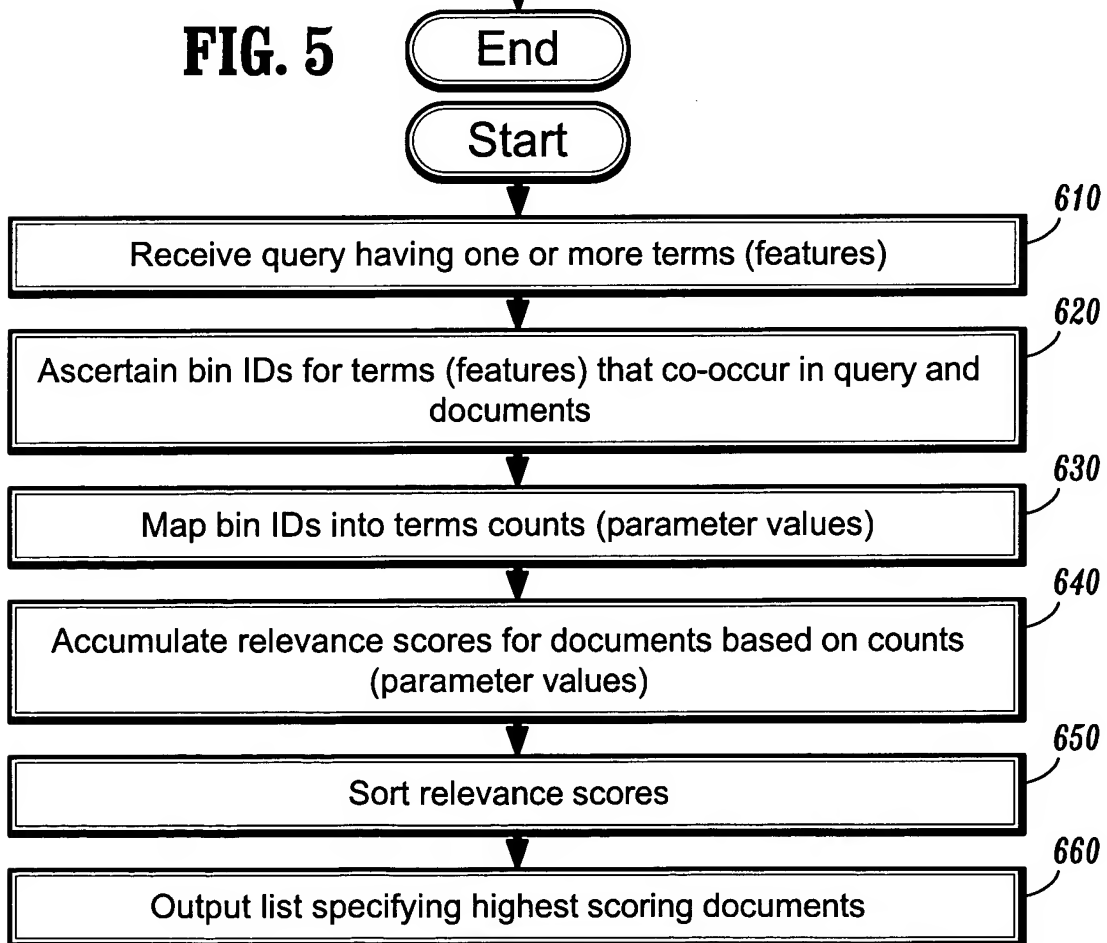 FIG. 5
End
Start
610
Receive query having one or more terms (features)
620
Ascertain bin IDs for terms (features) that co-occur in query and
documents
630
Map bin IDs into terms counts (parameter values)
640
Accumulate relevance scores for documents based on counts
(parameter values)
650
Sort relevance scores
660
Output list specifying highest scoring documents